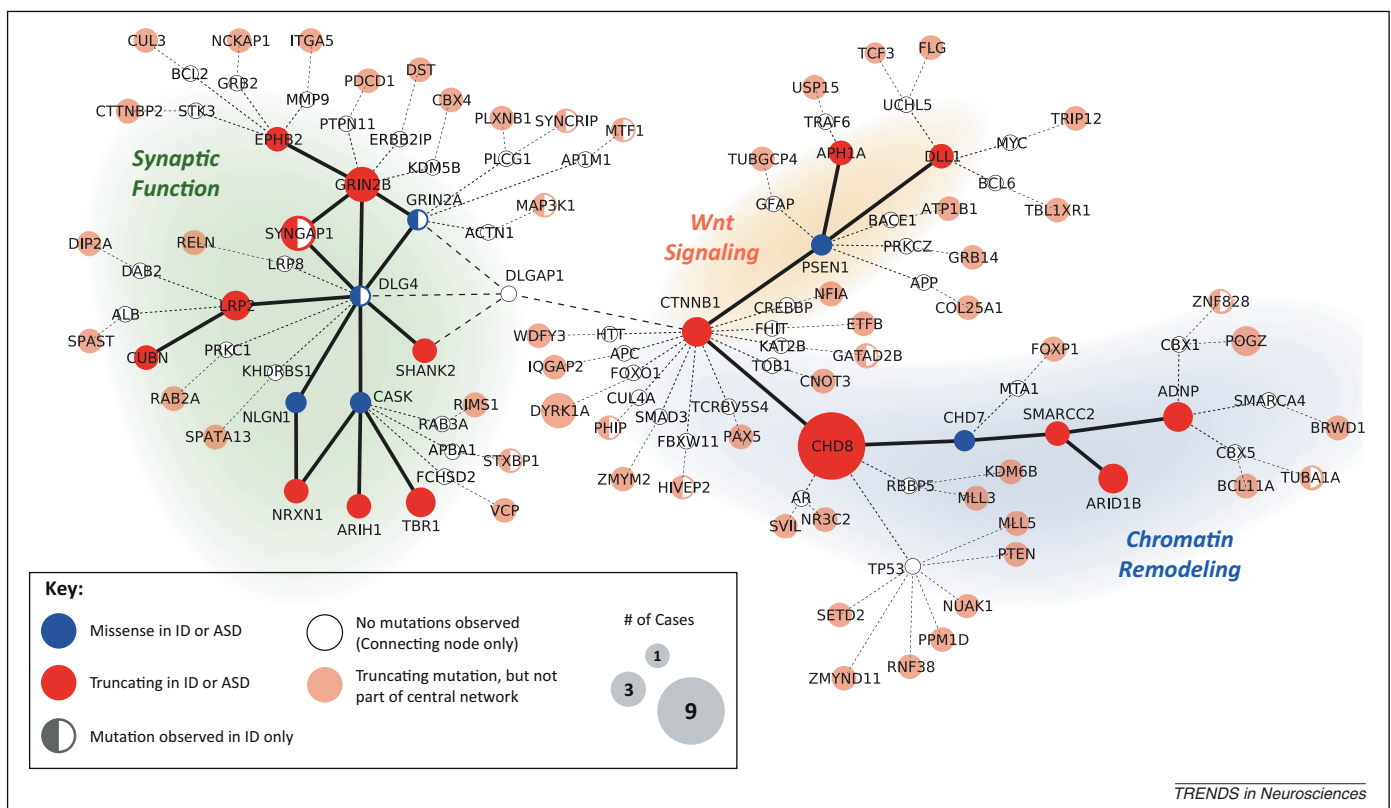 CUL3
NCKAP1
ITGA5
BCL2
GRB2
MMP9
CTTNBP2
STK3
EPHB2
PDCD1
DST
CBX4
PTPN11
ERBB2IP
KDM5B
PLXNB1
SYNCRIP
MTF1
PLCG1
AP1M1
Synaptic
Function
GRIN2B
GRIN2A
MAP3K1
ACTN1
SYNGAP1
DIP2A
RELN
DAB2
LRP8
DLG4
DLGAP1
LRP2
ALB
SPAST
CUBN
PRKC1
KHDRBS1
SHANK2
RAB2A
SPATA13
NLGN1
CASK
RAB3A
RIMS1
APBA1
STXBP1
FCHSD2
VCP
NRXN1
ARIH1
TBR1
TCF3
FLG
USP15
UCHL5
TRAF6
TRIP12
MYC
APH1A
DLL1
TUBGCP4
BCL6
TBL1XR1
GFAP
BACE1
ATP1B1
Wnt
Signaling
PRKCZ
GRB14
PSEN1
APP
COL25A1
CTNNB1
CREBBP
NFIA
FHIT
ETFB
KAT2B
GATAD2B
TOB1
CNOT3
WDFY3
HTT
IQGAP2
APC
FOXO1
DYRK1A
CUL4A
PHIP
SMAD3
TCRBV5S4
FBXW11
PAX5
ZMYM2
HIVEP2
ZNF828
CBX1
POGZ
FOXP1
MTA1
ADNP
SMARCA4
BRWD1
CHD8
CHD7
SMARCC2
CBX5
TUBA1A
BCL11A
ARID1B
KDM6B
RBBP5
MLL3
AR
SVIL
NR3C2
MLL5
PTEN
TP53
Chromatin
Remodeling
SETD2
NUAK1
PPM1D
RNF38
ZMYND11
Key:
Missense in ID or ASD
Truncating in ID or ASD
Mutation observed in ID only
No mutations observed
(Connecting node only)
Truncating mutation, but not
part of central network
# of Cases
1
3
9
TRENDS in Neurosciences